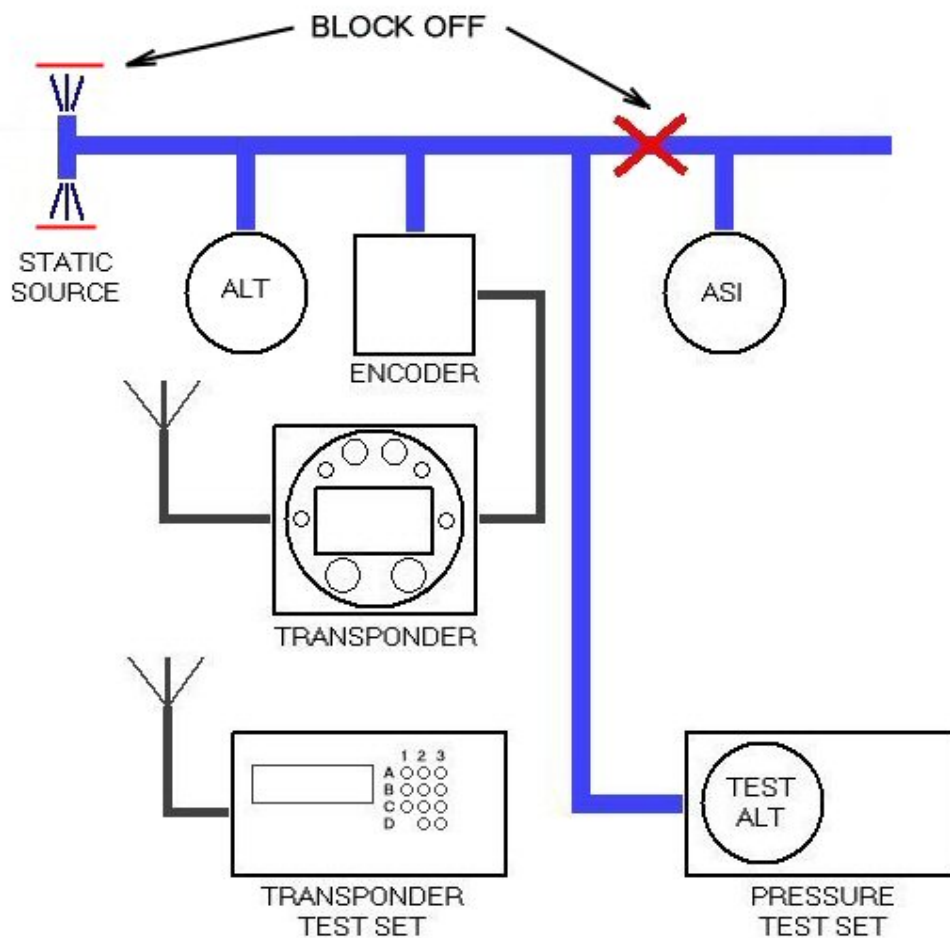 BLOCK OFF
STATIC
SOURCE
ALT
ASI
ENCODER
TRANSPONDER
1 2 3
A
B
C
D
TEST
ALT
TRANSPONDER
TEST SET
PRESSURE
TEST SET